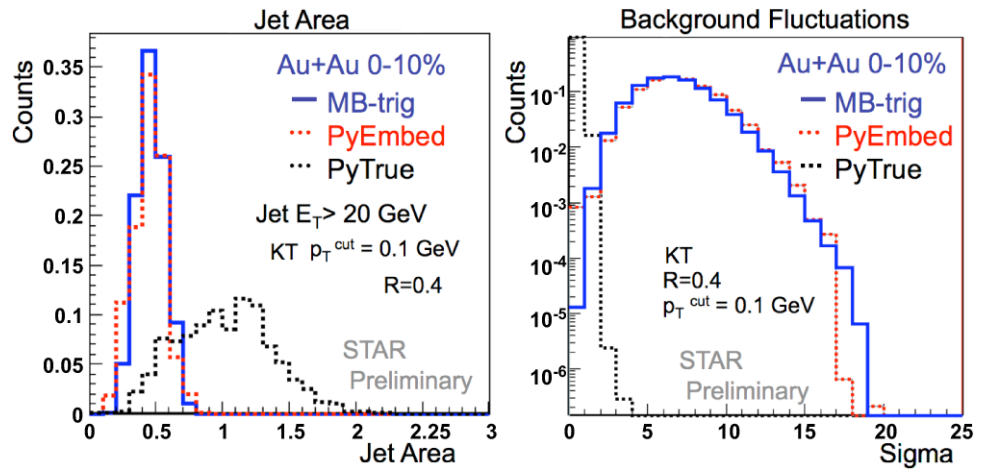 Jet Area
Counts
0.35
0.3
0.25
0.2
0.15
0.1
0.05
0
Au+Au 0-10%
MB-trig
PyEmbed
PyTrue
Jet E_T> 20 GeV
KT p_T^cut = 0.1 GeV
R=0.4
STAR
Preliminary
0 0.5 1 1.5 2 2.25 3
Jet Area
Background Fluctuations
Counts
10^-1
10^-2
10^-3
10^-4
10^-5
10^-6
Au+Au 0-10%
MB-trig
PyEmbed
PyTrue
KT
R=0.4
p_T^cut = 0.1 GeV
STAR
Preliminary
0 5 10 15 20 25
Sigma